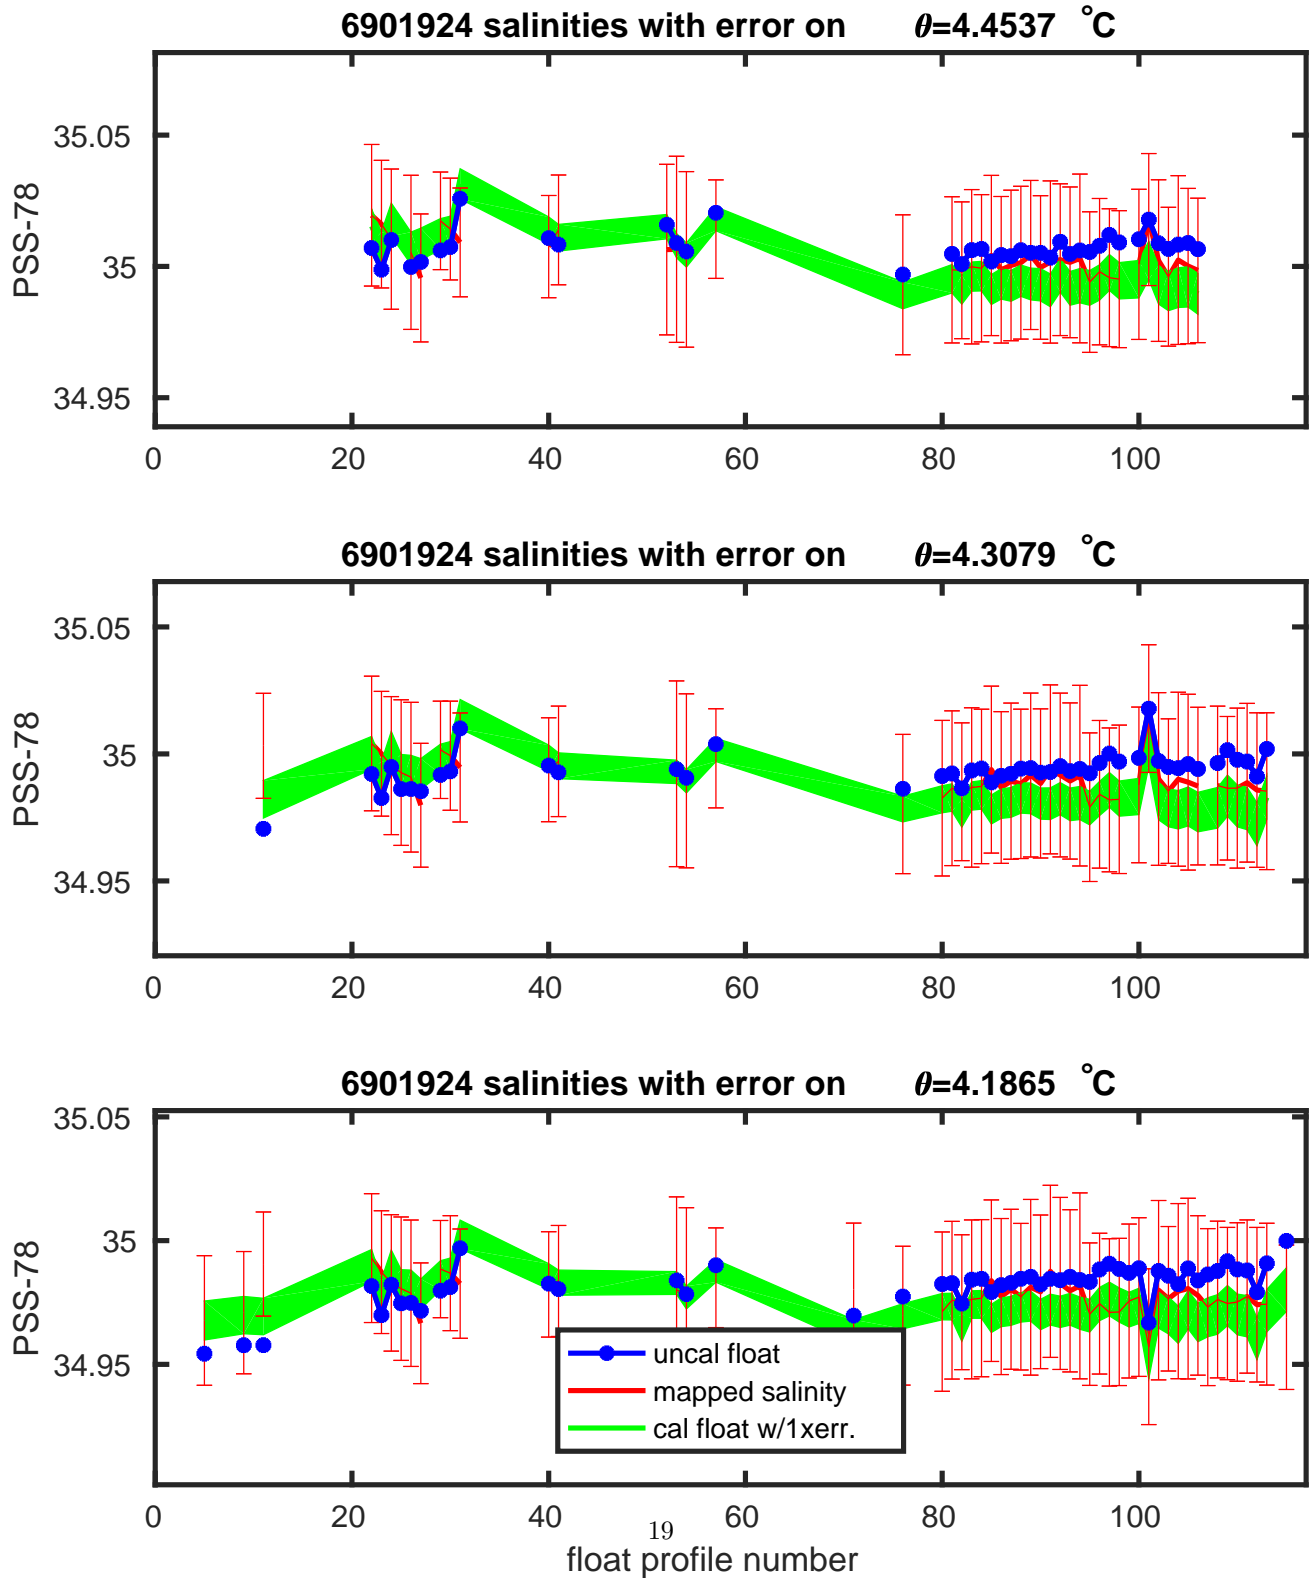 6901924 salinities with error on θ=4.4537 °C
PSS-78
35.05
35
34.95
0 20 40 60 80 100
6901924 salinities with error on θ=4.3079 °C
PSS-78
35.05
35
34.95
0 20 40 60 80 100
6901924 salinities with error on θ=4.1865 °C
PSS-78
35.05
35
34.95
uncal float
mapped salinity
cal float w/1xerr.
0 20 40 60 80 100
19
float profile number